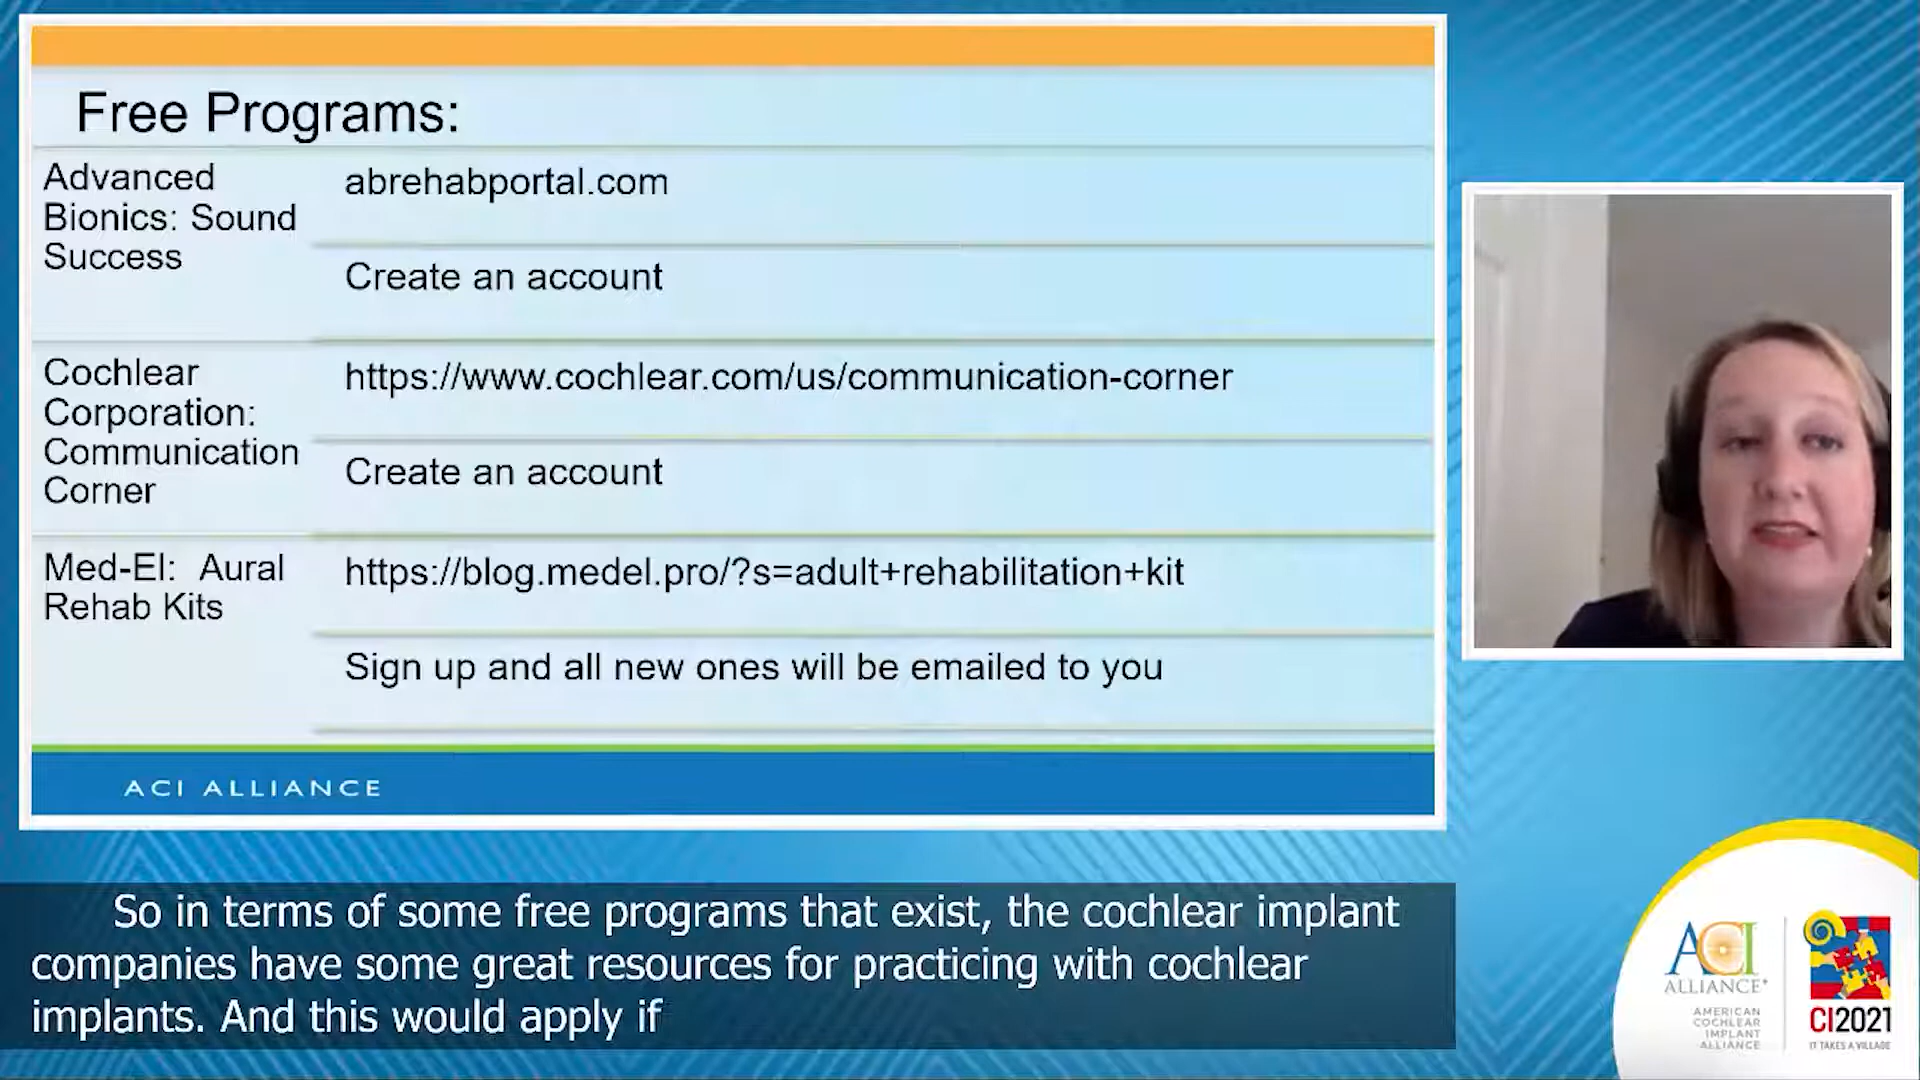 Free Programs:
Advanced
Bionics: Sound
Success
abrehabportal.com
Create an account
Cochlear
Corporation:
Communication
Corner
https://www.cochlear.com/us/communication-corner
Create an account
Med-El:  Aural
Rehab Kits
https://blog.medel.pro/?s=adult+rehabilitation+kit
Sign up and all new ones will be emailed to you
ACI ALLIANCE
So in terms of some free programs that exist, the cochlear implant
companies have some great resources for practicing with cochlear
implants. And this would apply if
ACI
ALLIANCE
AMERICAN
COCHLEAR
IMPLANT
ALLIANCE
CI2021
IT TAKES A VILLAGE